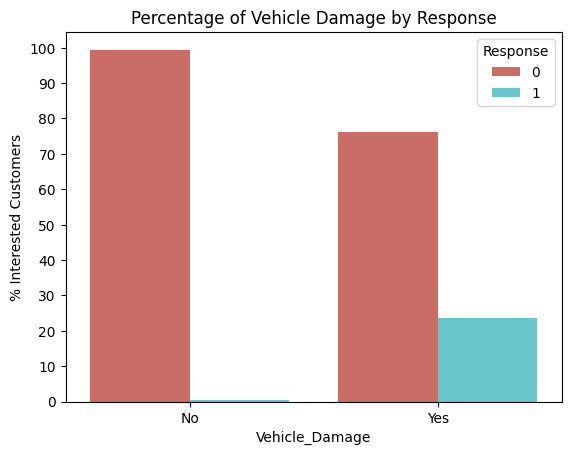 Percentage of Vehicle Damage by Response
Response
0
1
% Interested Customers
100
90
80
70
60
50
40
30
20
10
0
No
Yes
Vehicle_Damage